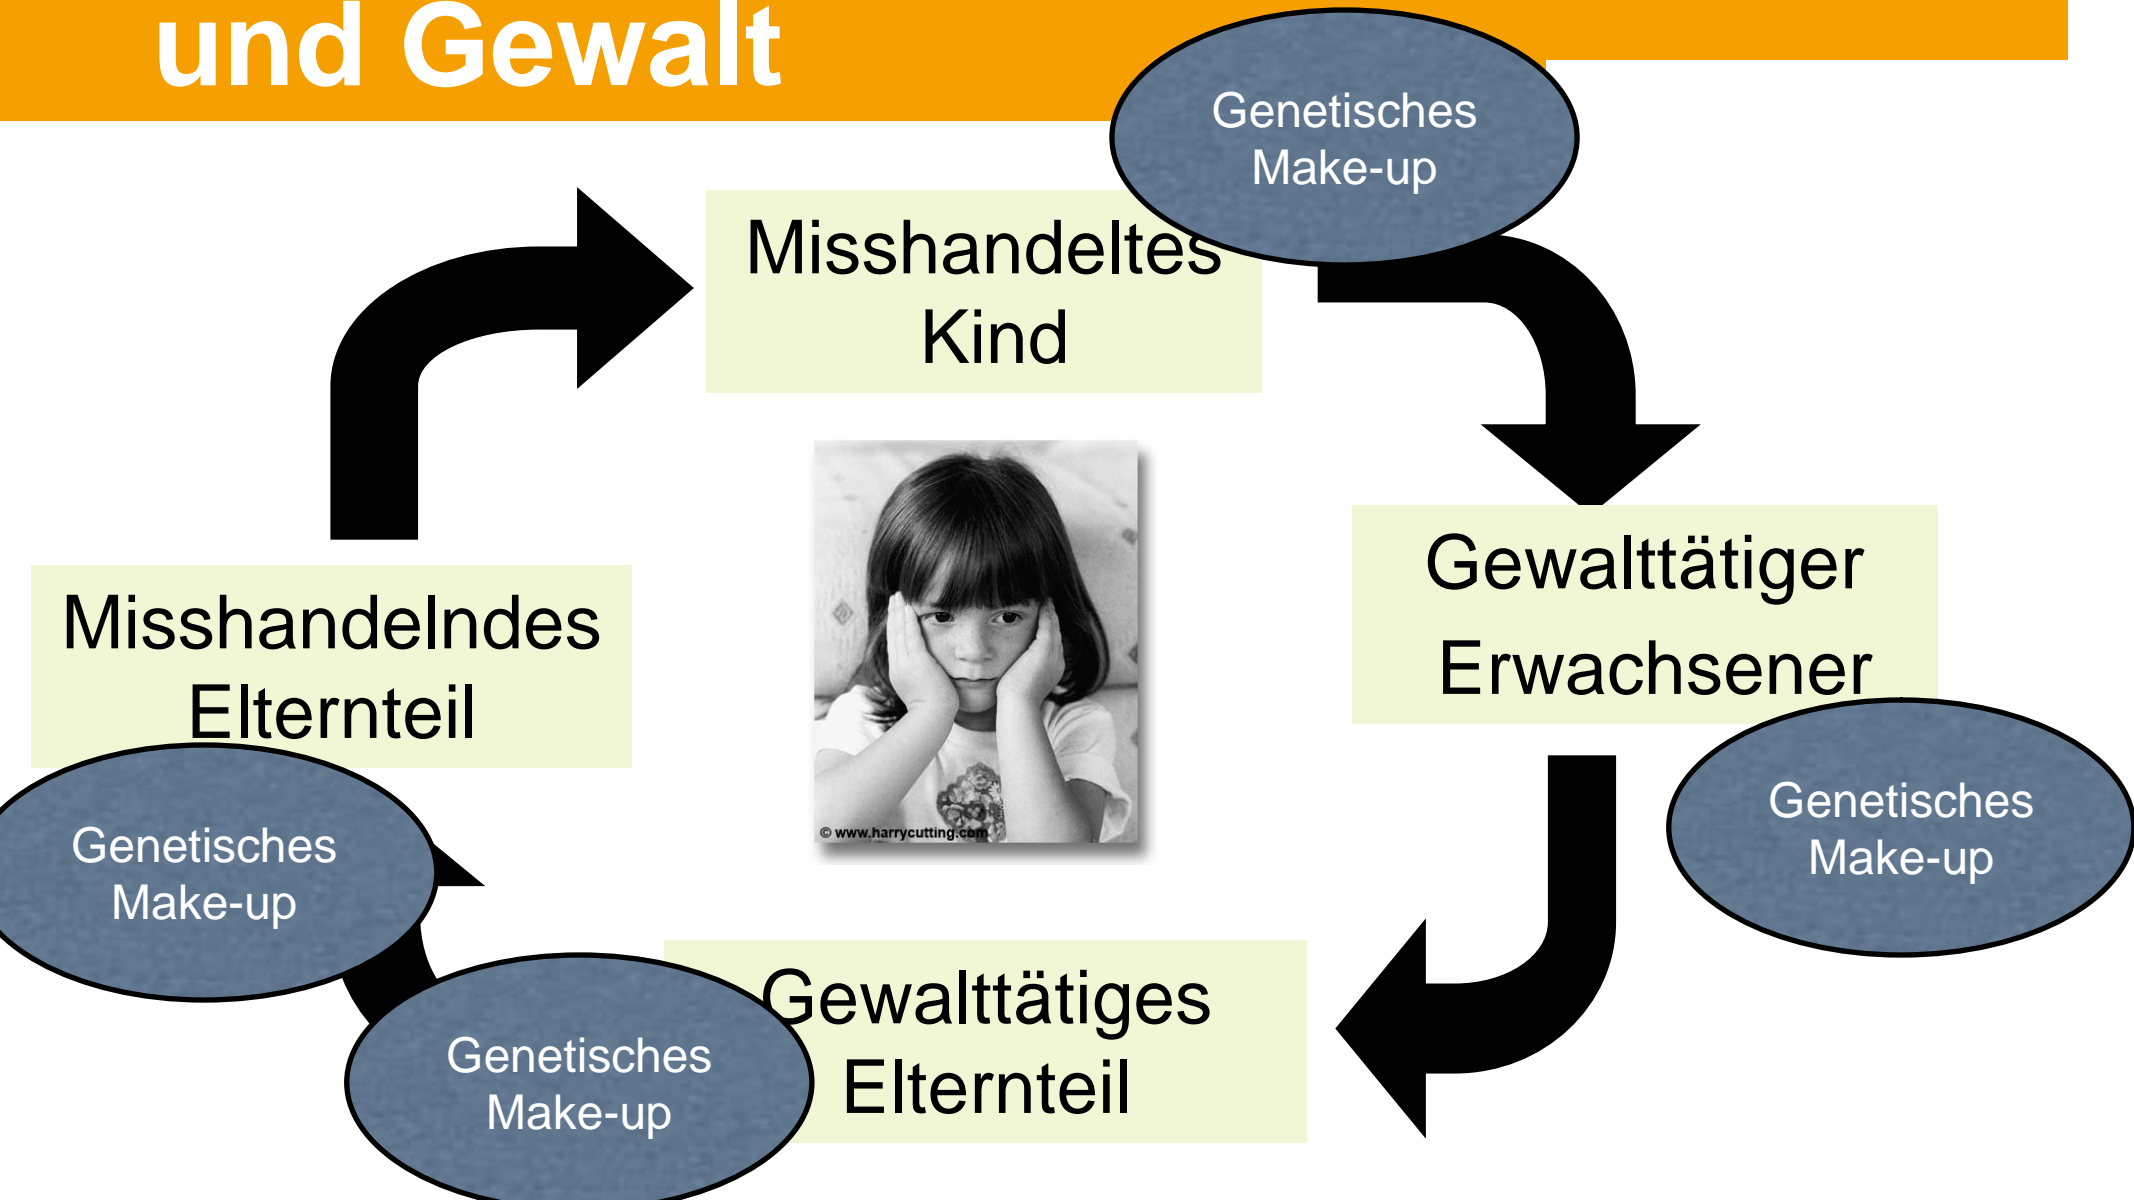 und Gewalt
Genetisches
Make-up
Misshandeltes
Kind
Gewalttätiger
Erwachsener
Misshandelndes
Elternteil
Genetisches
Make-up
© www.harrycutting.com
Genetisches
Make-up
Gewalttätiges
Elternteil
Genetisches
Make-up